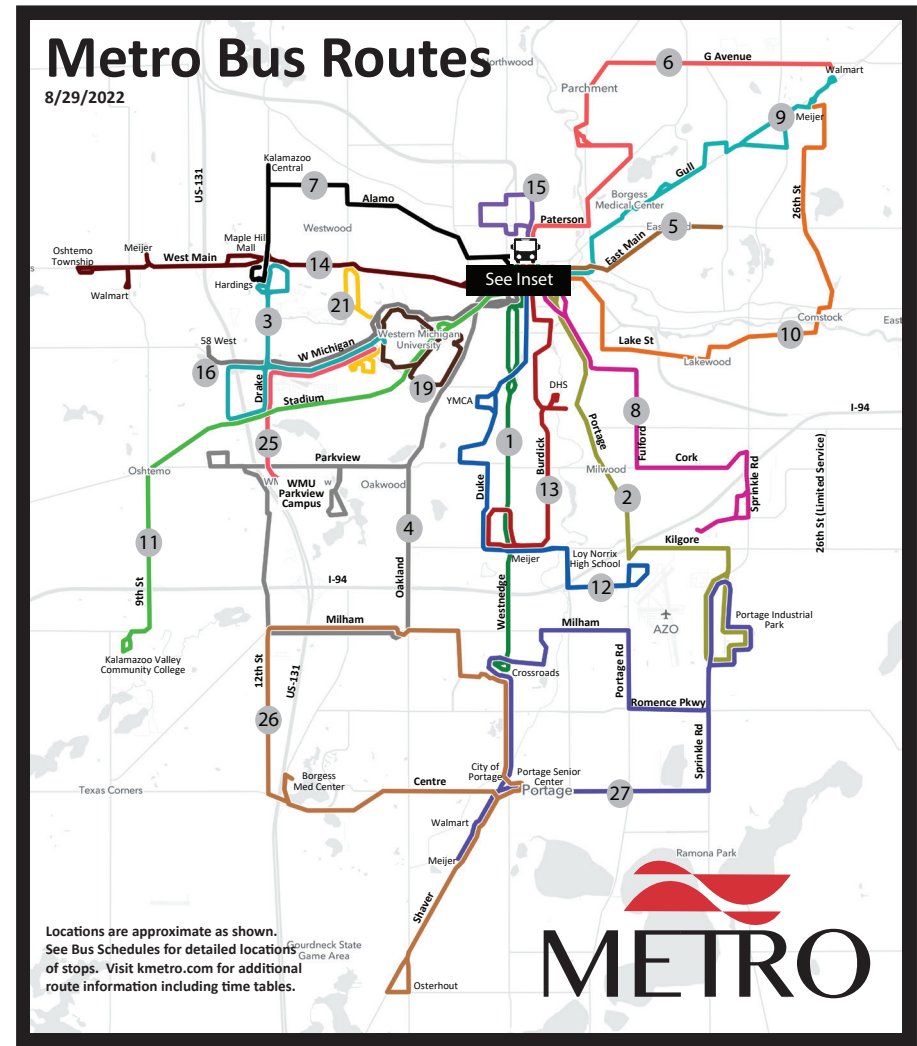 Metro Bus Routes
8/29/2022
Northwood
6
G Avenue
Walmart
Parchment
9
Meijer
Kalamazoo
Central
US-131
7
Alamo
15
Gull
Borgess
Medical Center
26th St
Westwood
Paterson
5
East Main
Oshtemo
Township
Meijer
West Main
Maple Hill
Mall
14
See Inset
Walmart
Hardings
21
3
Western Michigan
University
Comstock
East
58 West
W Michigan
Lake St
10
Lakewood
16
Drake
19
DHS
YMCA
Stadium
8
I-94
Portage
25
1
Burdick
Fulford
Parkview
Cork
Oshtemo
WMU
Parkview
Campus
w
Oakwood
Duke
13
Milwood
2
Sprinkle Rd
26th St (Limited Service)
11
4
Kilgore
Meijer
Loy Norrix
High School
9th St
I-94
Oakland
12
Westnedge
Milham
Milham
AZO
Portage Industrial
Park
Kalamazoo Valley
Community College
12th St
US-131
Crossroads
Portage Rd
Romence Pkwy
26
Sprinkle Rd
City of
Portage
Portage Senior
Center
Borgess
Med Center
Centre
Texas Corners
Portage
27
Walmart
Meijer
Ramona Park
Shaver
Locations are approximate as shown.
See Bus Schedules for detailed locations
of stops. Visit kmetro.com for additional
route information including time tables.
Gourdneck State
Game Area
Osterhout
METRO